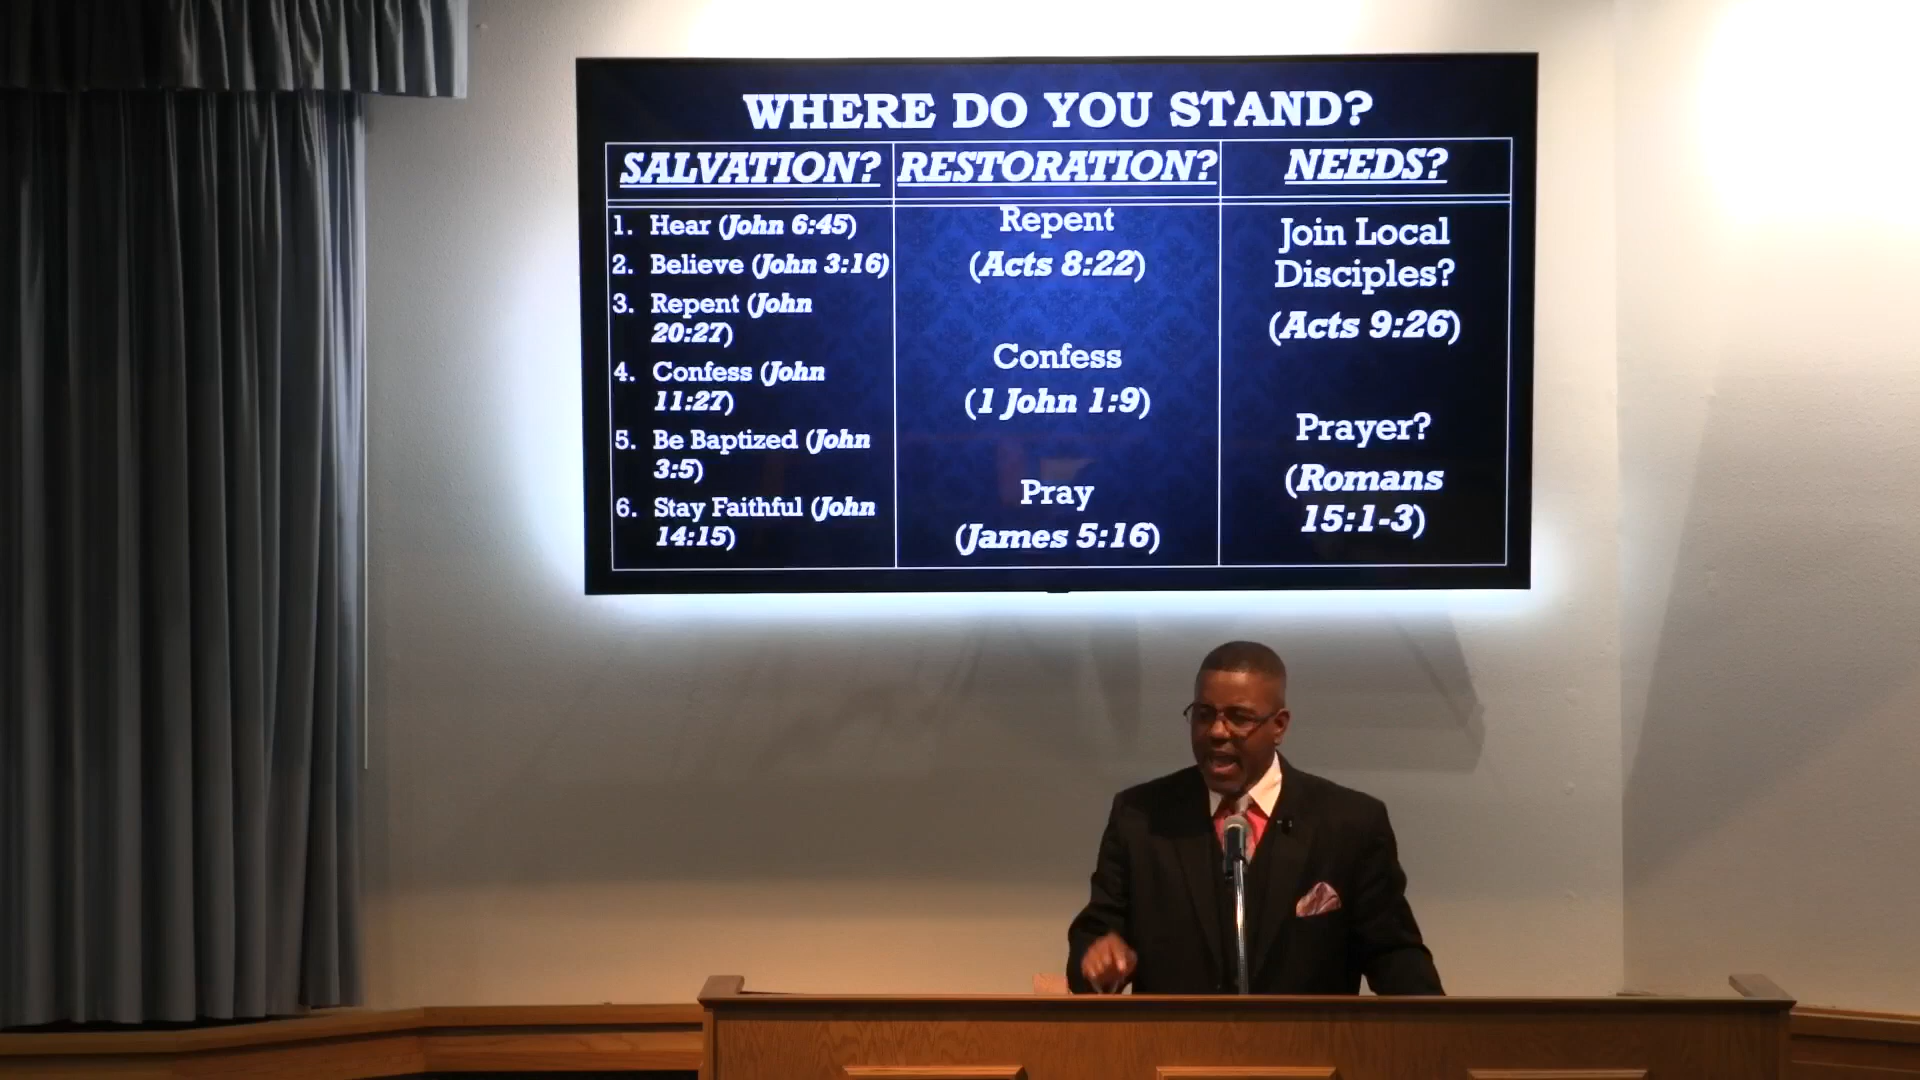 WHERE DO YOU STAND?
SALVATION?
1. Hear (John 6:45)
2. Believe (John 3:16)
3. Repent (John
20:27)
4. Confess (John
11:27)
5. Be Baptized (John
3:5)
6. Stay Faithful (John
14:15)
RESTORATION?
Repent
(Acts 8:22)
Confess
(1 John 1:9)
Pray
(James 5:16)
NEEDS?
Join Local
Disciples?
(Acts 9:26)
Prayer?
(Romans
15:1-3)